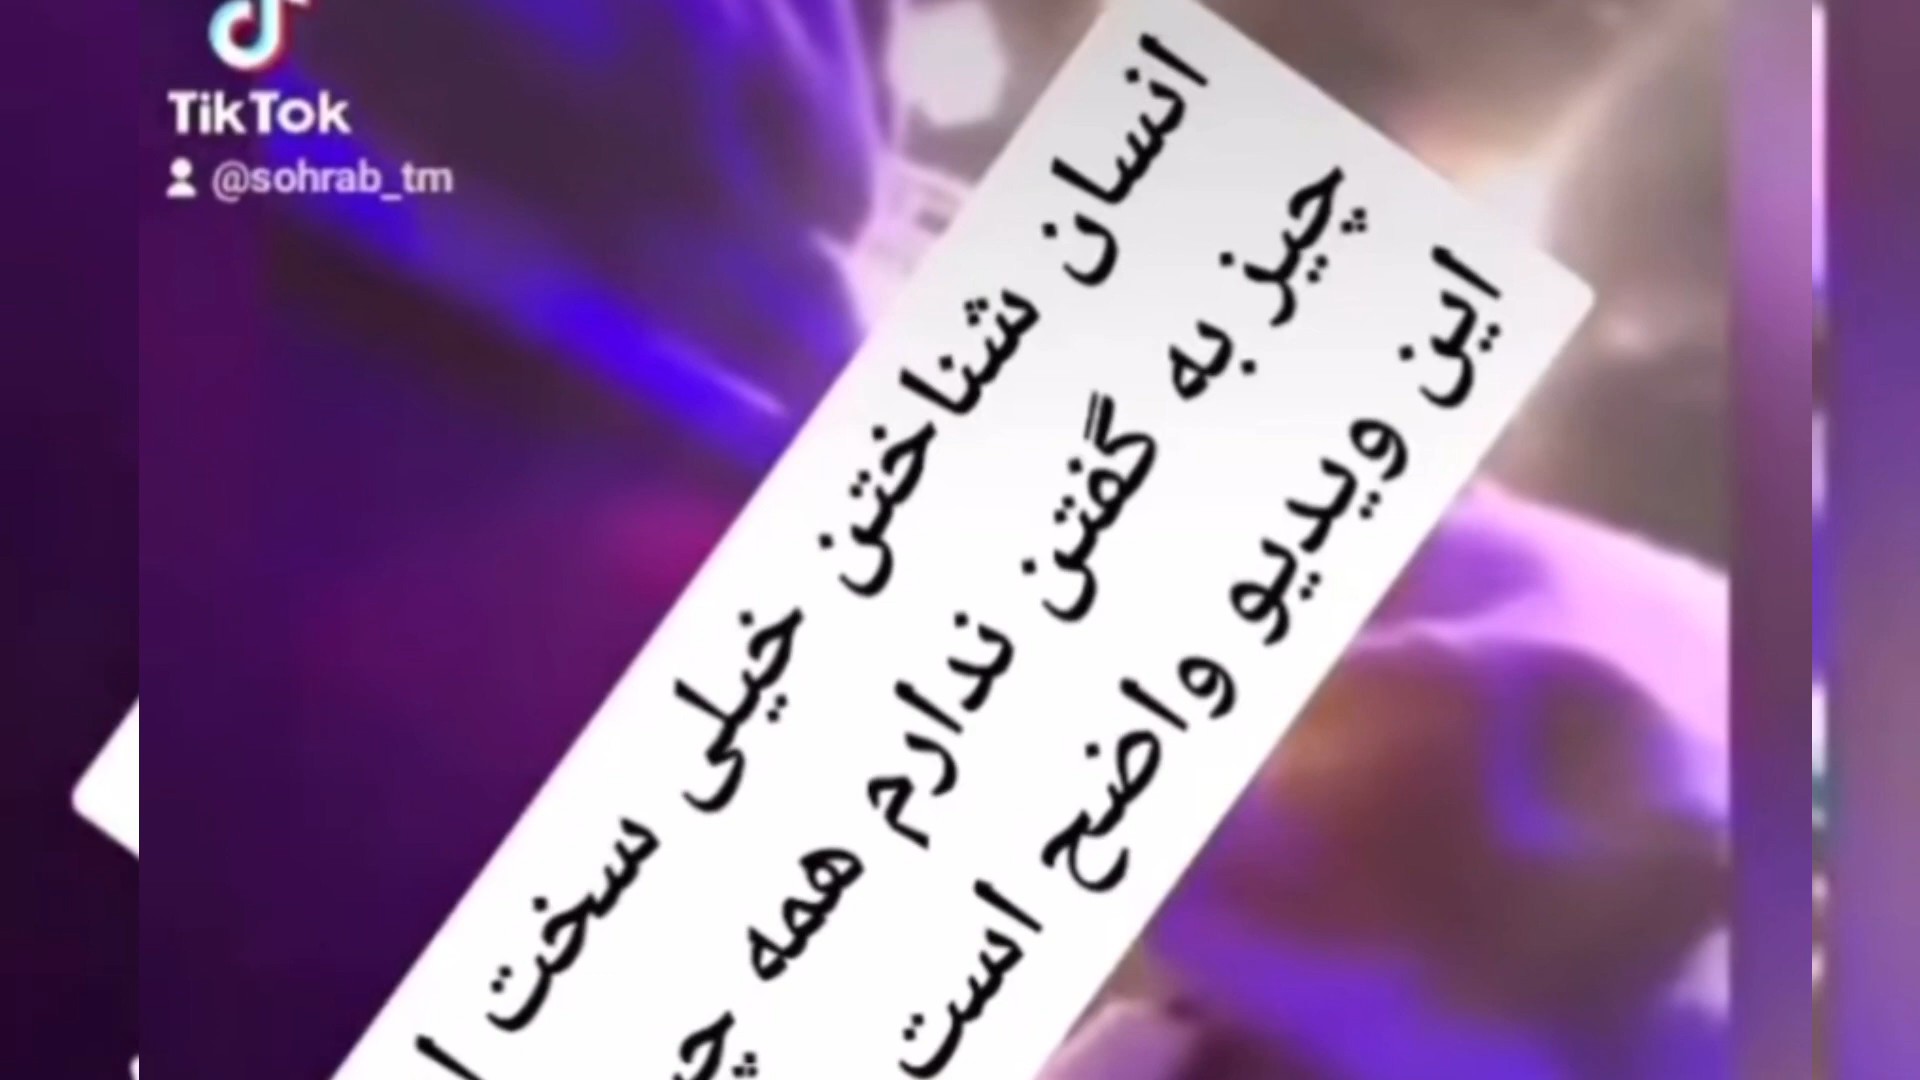 TikTok
@sohrab_tm
انسان شناختن خیلی سخت
چیز به گفتن ندارم همه
این ویدیو واضح است